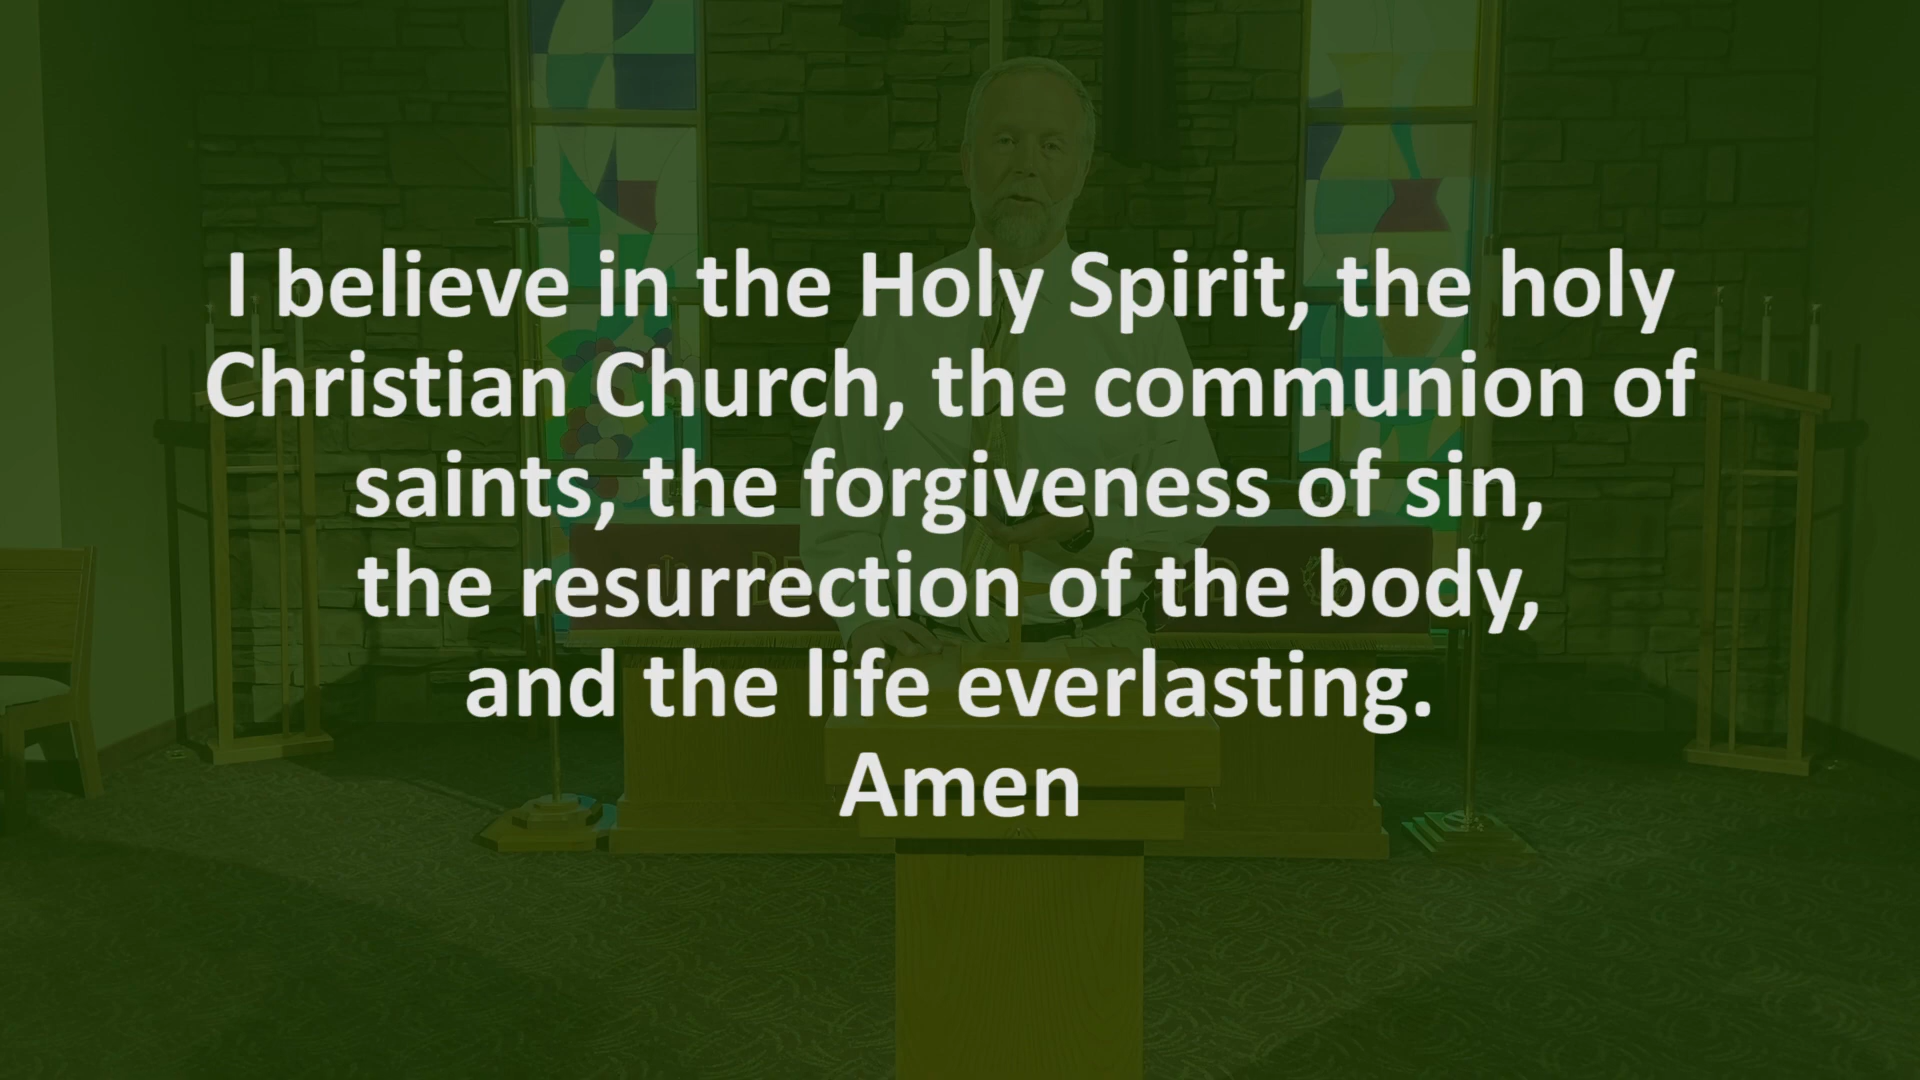 I believe in the Holy Spirit, the holy
Christian Church, the communion of
saints, the forgiveness of sin,
the resurrection of the body,
and the life everlasting.
Amen